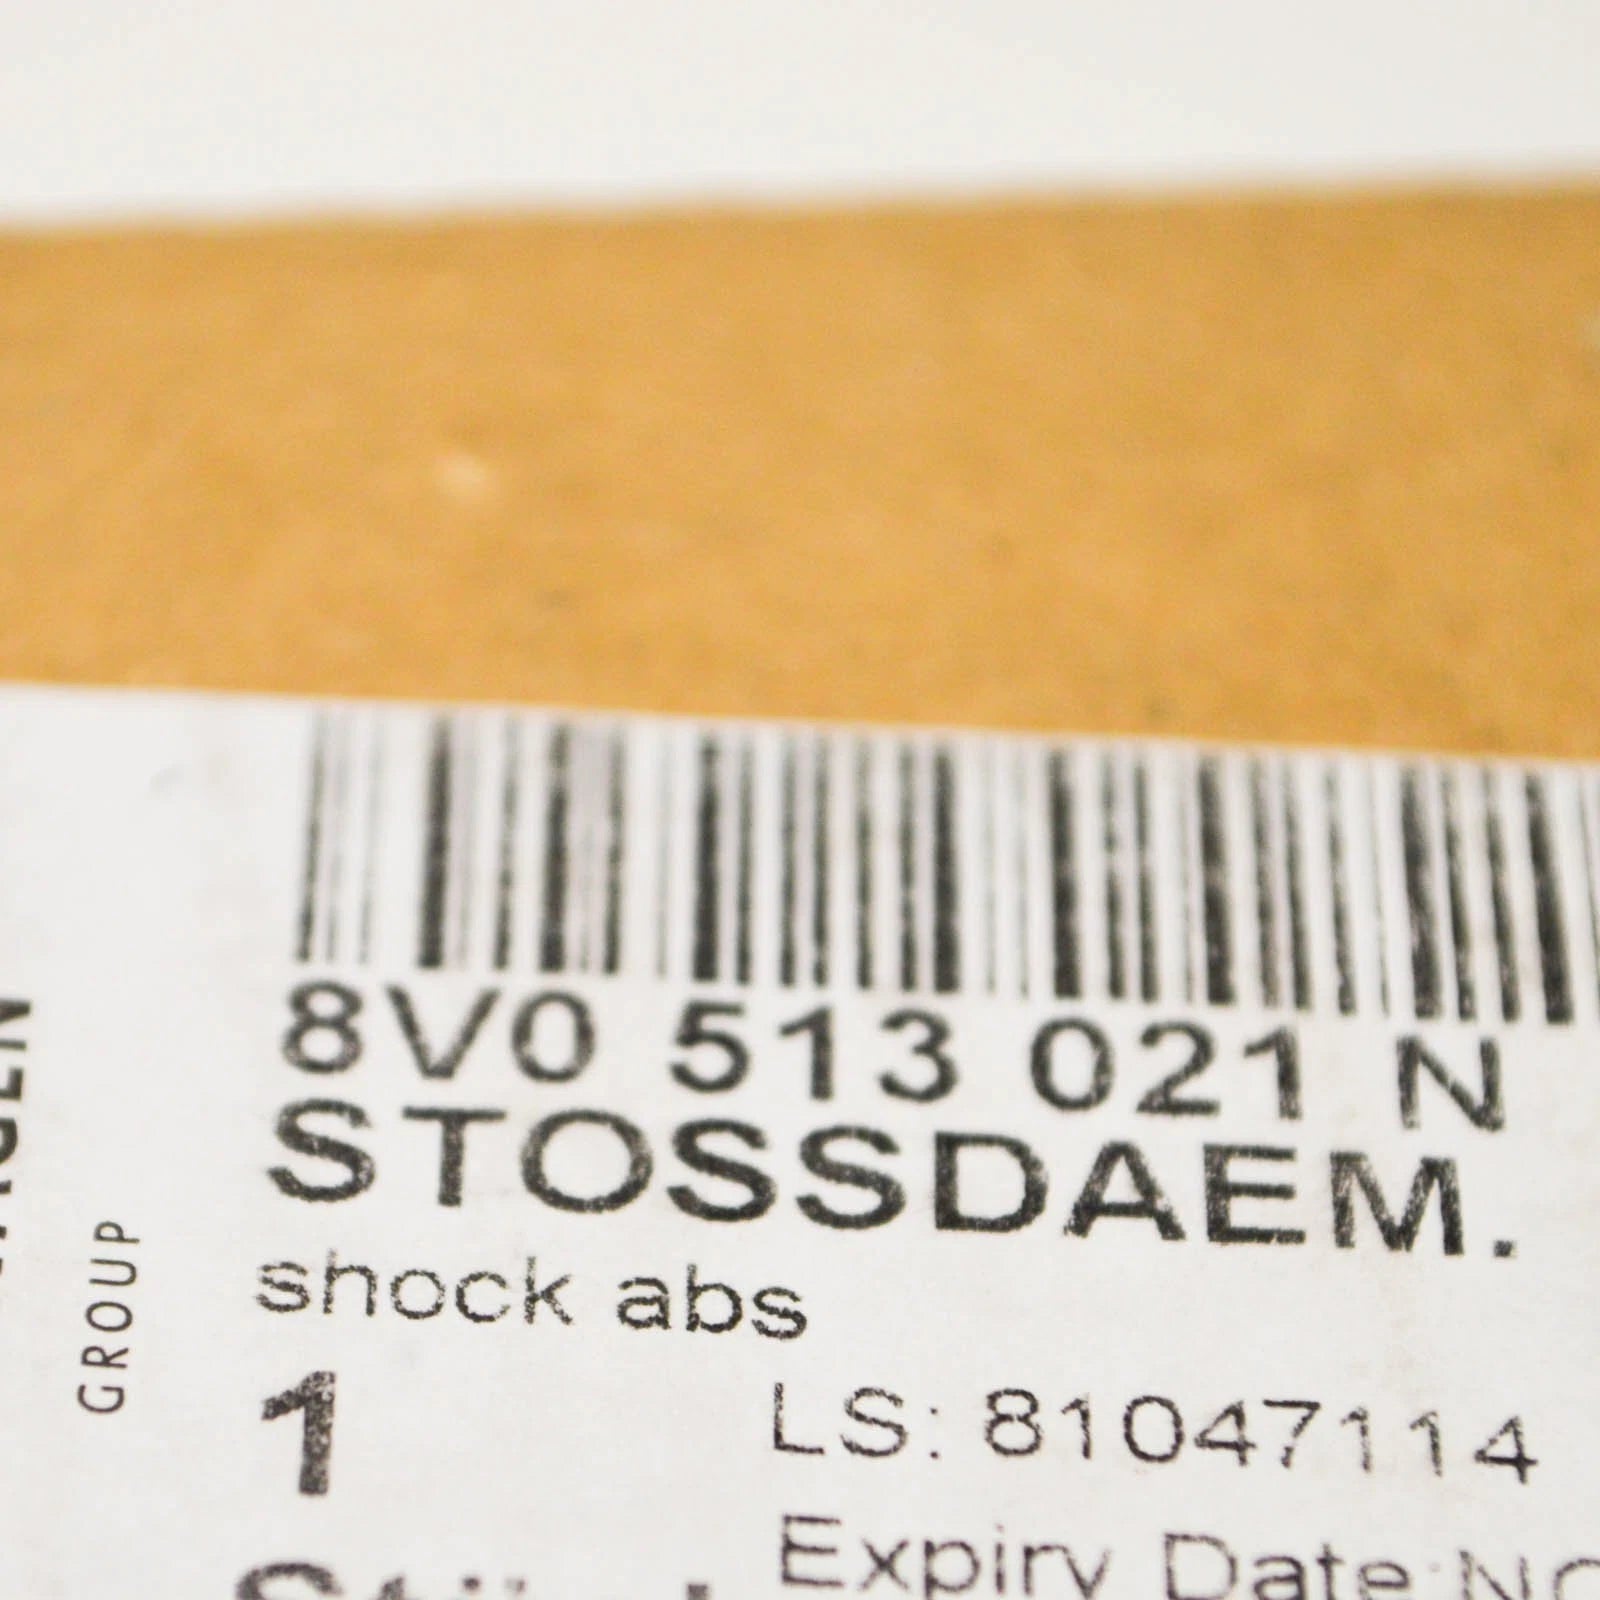 8V0 513 021 N
STOSSDAEM.
shock abs
1
LS: 81047114
Expiry Date:
GROUP